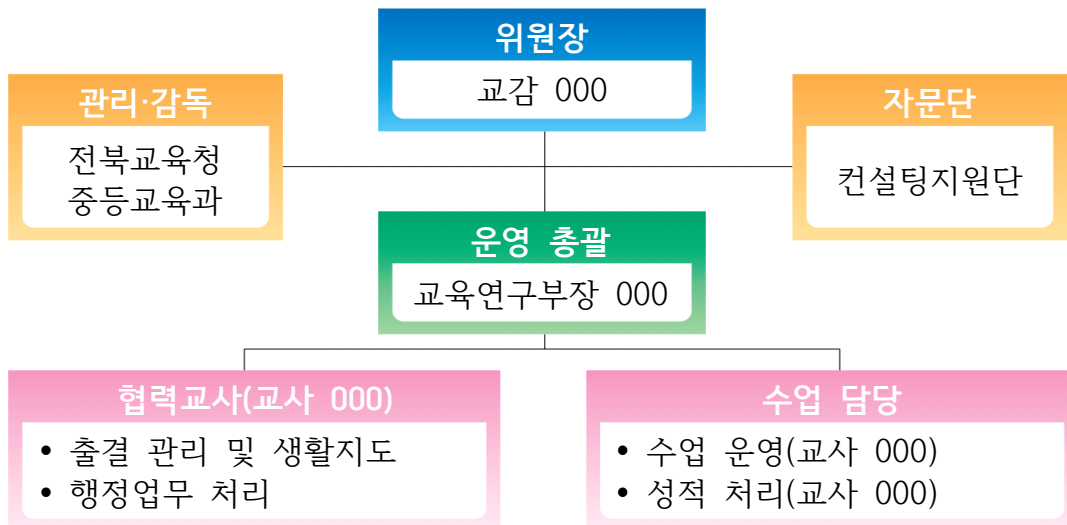 위원장
교감 000
관리·감독
전북교육청
중등교육과
자문단
컨설팅지원단
운영 총괄
교육연구부장 000
협력교사(교사 000)
• 출결 관리 및 생활지도
• 행정업무 처리
수업 담당
• 수업 운영(교사 000)
• 성적 처리(교사 000)